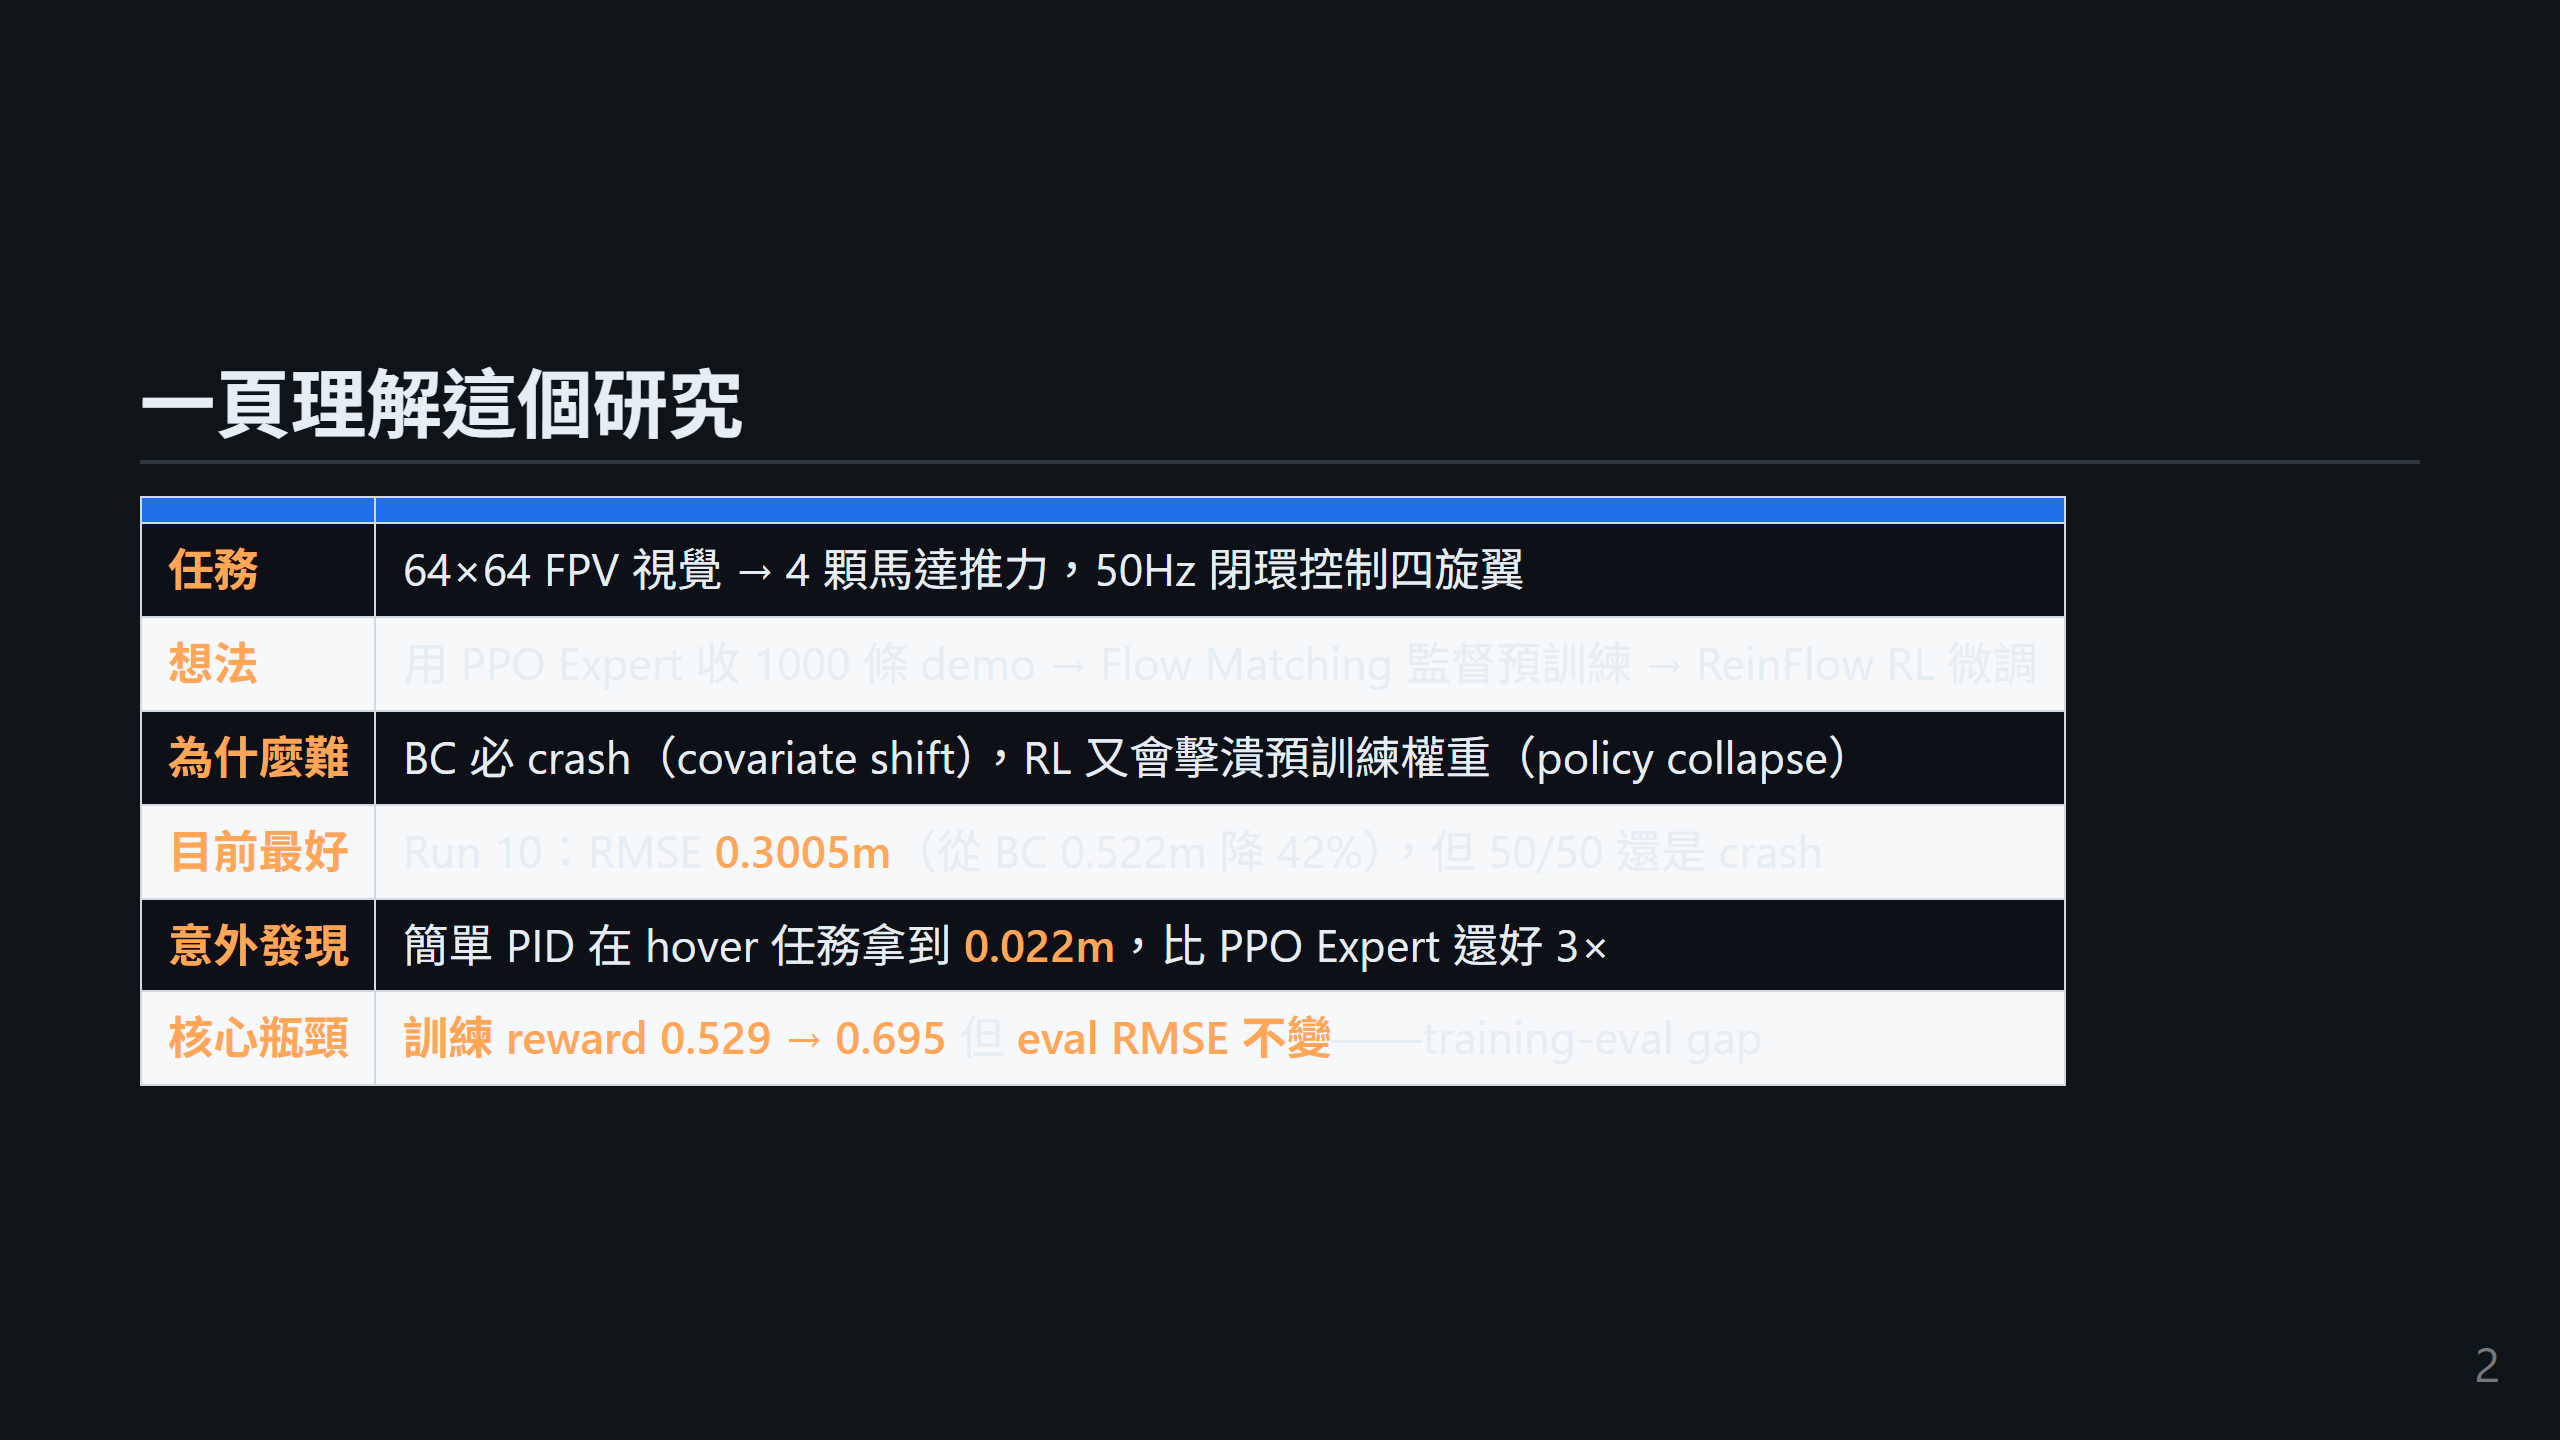 一頁理解這個研究
任務 64×64 FPV 視覺 → 4 顆馬達推力，50Hz 閉環控制四旋翼
想法 用 PPO Expert 收 1000 條 demo → Flow Matching 監督預訓練 → ReinFlow RL 微調
為什麼難 BC 必 crash（covariate shift），RL 又會擊潰預訓練權重（policy collapse）
目前最好 Run 10：RMSE 0.3005m（從 BC 0.522m 降 42%），但 50/50 還是 crash
意外發現 簡單 PID 在 hover 任務拿到 0.022m，比 PPO Expert 還好 3×
核心瓶頸 訓練 reward 0.529 → 0.695 但 eval RMSE 不變——training-eval gap
2